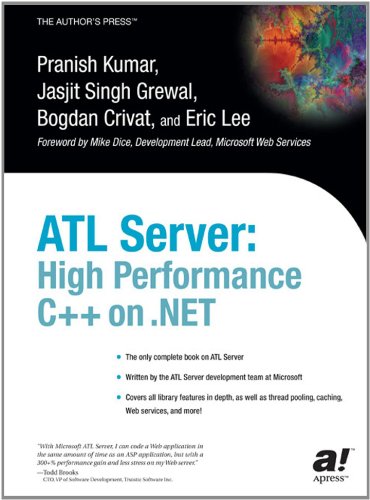 THE AUTHOR'S PRESS™
Pranish Kumar,
Jasjit Singh Grewal,
Bogdan Crivat, and Eric Lee
Foreword by Mike Dice, Development Lead, Microsoft Web Services
ATL Server:
High Performance
C++ on .NET
• The only complete book on ATL Server
• Written by the ATL Server development team at Microsoft
• Covers all library features in depth, as well as thread pooling, caching,
Web services, and more!
"With Microsoft ATL Server, I can code a Web application in
the same amount of time as an ASP application, but with a
300+% performance gain and less stress on my Web server."
—Todd Brooks
CTO, VP of Software Development, Truistic Software Inc.
a!
Apress™